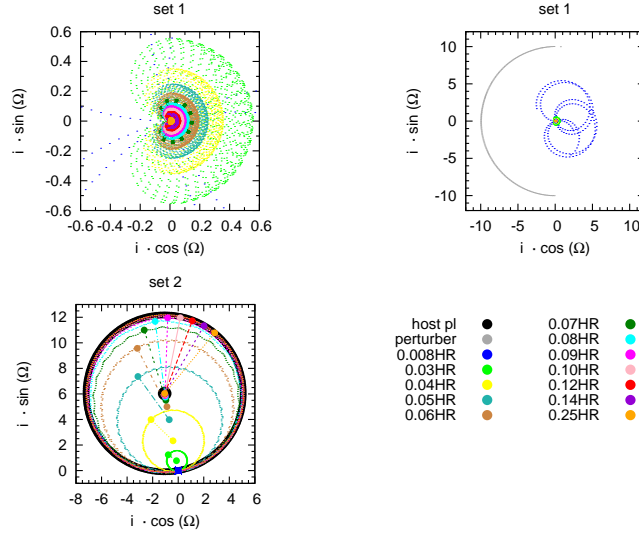 set 1
i · sin (Ω)
0.6
0.4
0.2
0
-0.2
-0.4
-0.6
-0.6 -0.4 -0.2 0 0.2 0.4 0.6
i · cos (Ω)
set 1
i · sin (Ω)
10
5
0
-5
-10
-10 -5 0 5 10
i · cos (Ω)
set 2
i · sin (Ω)
12
10
8
6
4
2
0
-8 -6 -4 -2 0 2 4 6
i · cos (Ω)
host pl
perturber
0.008HR
0.03HR
0.04HR
0.05HR
0.06HR
0.07HR
0.08HR
0.09HR
0.10HR
0.12HR
0.14HR
0.25HR